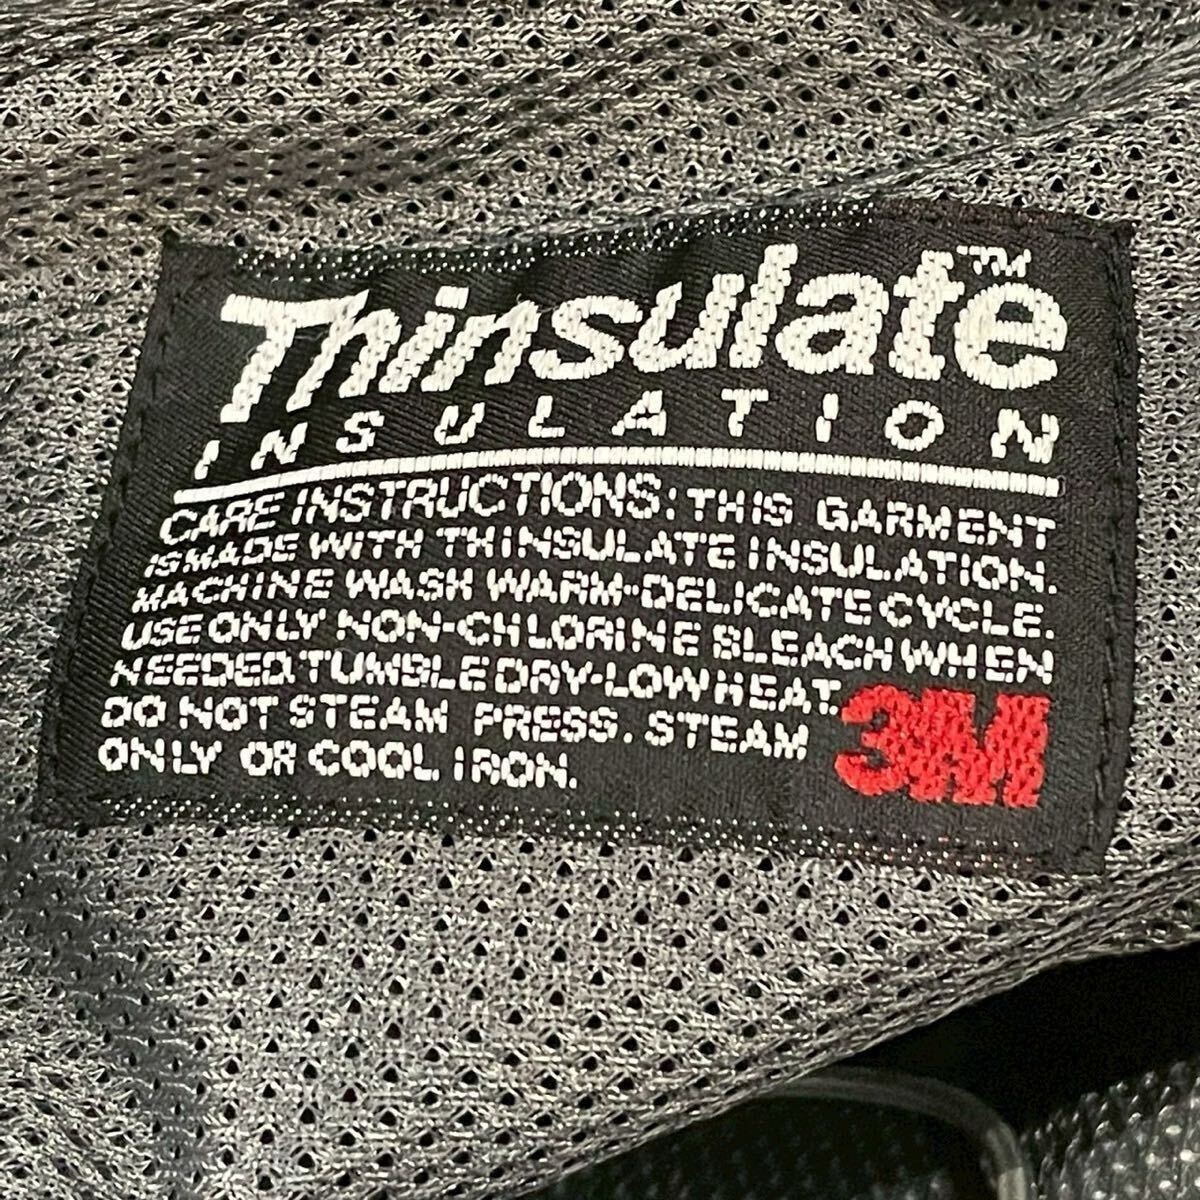 Thinsulate™
INSULATION
CARE INSTRUCTIONS: THIS GARMENT
IS MADE WITH THINSULATE INSULATION.
MACHINE WASH WARM-DELICATE CYCLE.
USE ONLY NON-CHLORINE BLEACH WHEN
NEEDED. TUMBLE DRY-LOW HEAT.
DO NOT STEAM PRESS. STEAM
ONLY OR COOL IRON.
3M